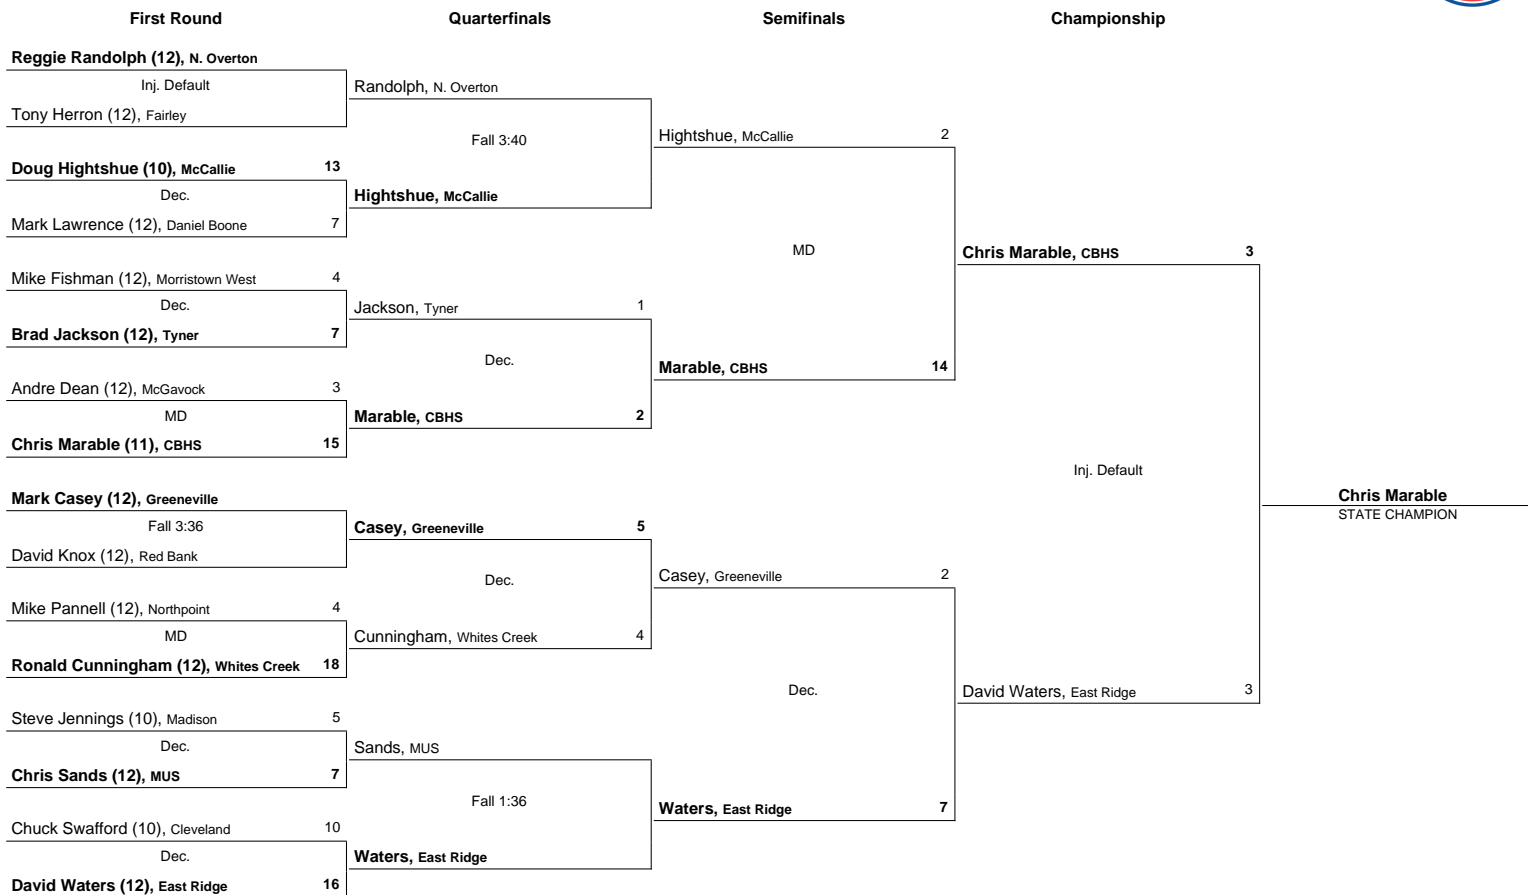 First Round
Quarterfinals
Semifinals
Championship
Reggie Randolph (12), N. Overton
Inj. Default
Tony Herron (12), Fairley
Doug Hightshue (10), McCallie 13
Dec.
Mark Lawrence (12), Daniel Boone 7
Mike Fishman (12), Morristown West 4
Dec.
Brad Jackson (12), Tyner 7
Andre Dean (12), McGavock 3
MD
Chris Marable (11), CBHS 15
Mark Casey (12), Greeneville
Fall 3:36
David Knox (12), Red Bank
Mike Pannell (12), Northpoint 4
MD
Ronald Cunningham (12), Whites Creek 18
Steve Jennings (10), Madison 5
Dec.
Chris Sands (12), MUS 7
Chuck Swafford (10), Cleveland 10
Dec.
David Waters (12), East Ridge 16
Randolph, N. Overton
Fall 3:40
Hightshue, McCallie
Jackson, Tyner 1
Dec.
Marable, CBHS 2
Casey, Greeneville 5
Dec.
Cunningham, Whites Creek 4
Sands, MUS
Fall 1:36
Waters, East Ridge
Hightshue, McCallie 2
MD
Marable, CBHS 14
Casey, Greeneville 2
Dec.
Waters, East Ridge 7
Chris Marable, CBHS 3
Inj. Default
David Waters, East Ridge 3
Chris Marable
STATE CHAMPION